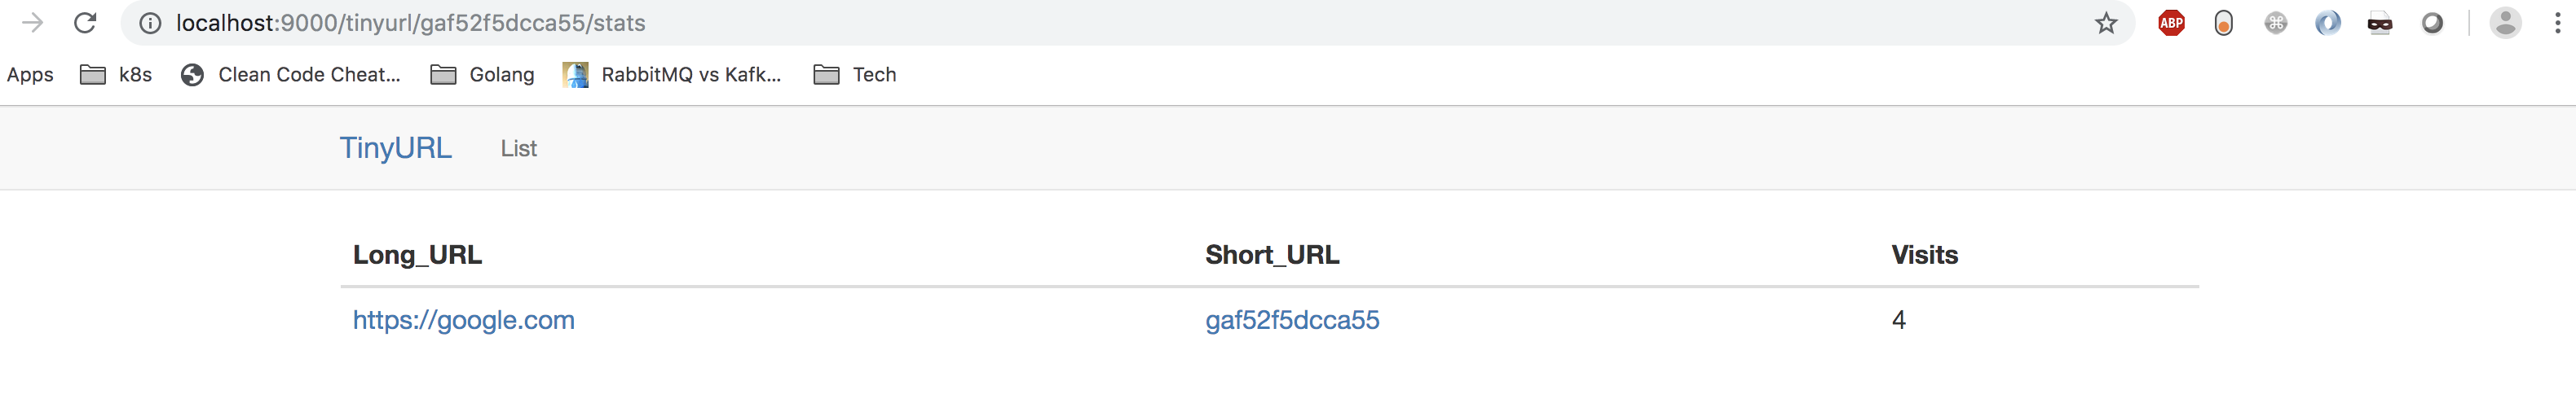 localhost:9000/tinyurl/gaf52f5dcca55/stats
ABP
Apps k8s Clean Code Cheat... Golang RabbitMQ vs Kafk... Tech
TinyURL List
Long_URL Short_URL Visits
https://google.com gaf52f5dcca55 4